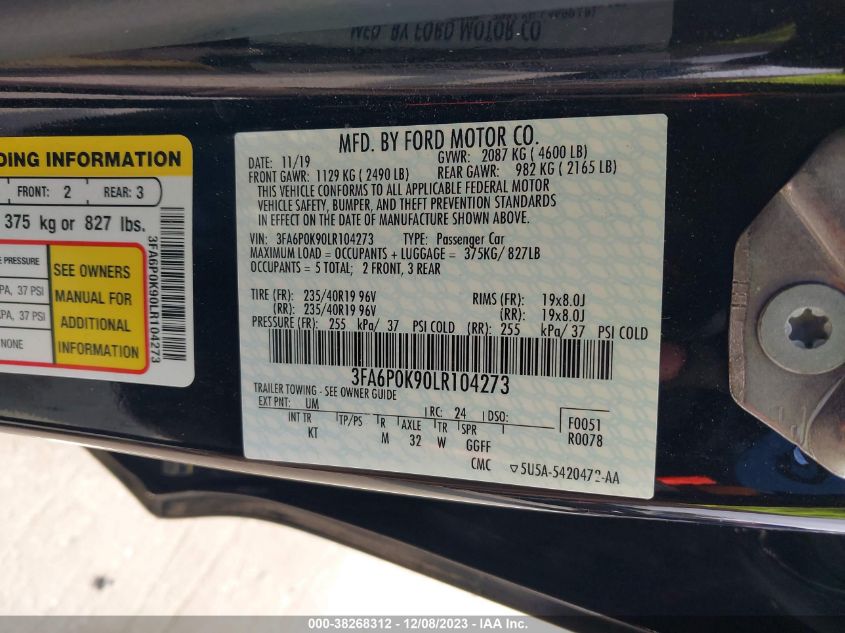 MFD. BY FORD MOTOR CO.
DING INFORMATION
FRONT: 2 REAR: 3
375 kg or 827 lbs.
PRESSURE
PA, 37 PSI
PA, 37 PSI
NONE
SEE OWNERS
MANUAL FOR
ADDITIONAL
INFORMATION
3FA6P0K90LR104273
MFD. BY FORD MOTOR CO.
DATE: 11/19 GVWR: 2087 KG ( 4600 LB)
FRONT GAWR: 1129 KG ( 2490 LB) REAR GAWR: 982 KG ( 2165 LB)
THIS VEHICLE CONFORMS TO ALL APPLICABLE FEDERAL MOTOR
VEHICLE SAFETY, BUMPER, AND THEFT PREVENTION STANDARDS
IN EFFECT ON THE DATE OF MANUFACTURE SHOWN ABOVE.
VIN: 3FA6P0K90LR104273 TYPE: Passenger Car
MAXIMUM LOAD = OCCUPANTS + LUGGAGE = 375KG/ 827LB
OCCUPANTS = 5 TOTAL; 2 FRONT, 3 REAR
TIRE (FR): 235/40R19 96V RIMS (FR): 19x8.0J
(RR): 235/40R19 96V (RR): 19x8.0J
PRESSURE (FR): 255 kPa/ 37 PSI COLD (RR): 255 kPa/ 37 PSI COLD
3FA6P0K90LR104273
TRAILER TOWING - SEE OWNER GUIDE
EXT PNT: UM RC: 24 DSO: F0051
INT TR TP/PS R AXLE TR SPR R0078
KT M 32 W GGFF
CMC 5U5A-5420472-AA
000-38268312 - 12/08/2023 - IAA Inc.